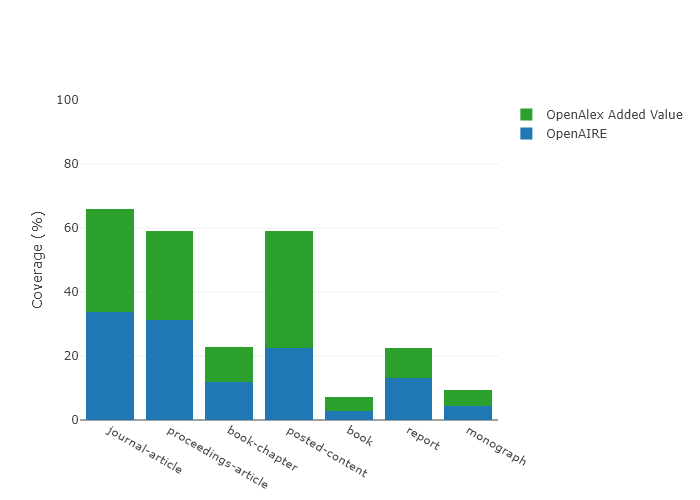 100
80
60
40
20
0
Coverage (%)
journal-article
proceedings-article
book-chapter
posted-content
book
report
monograph
OpenAlex Added Value
OpenAIRE